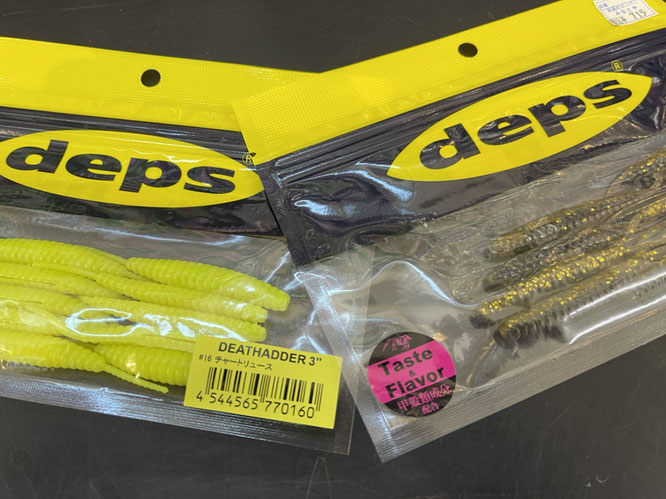 deps®
DEATHADDER 3"
#16 チャートリュース
4 544565 770160
deps®
Taste
&
Flavor
甲殻類成分
配合
715